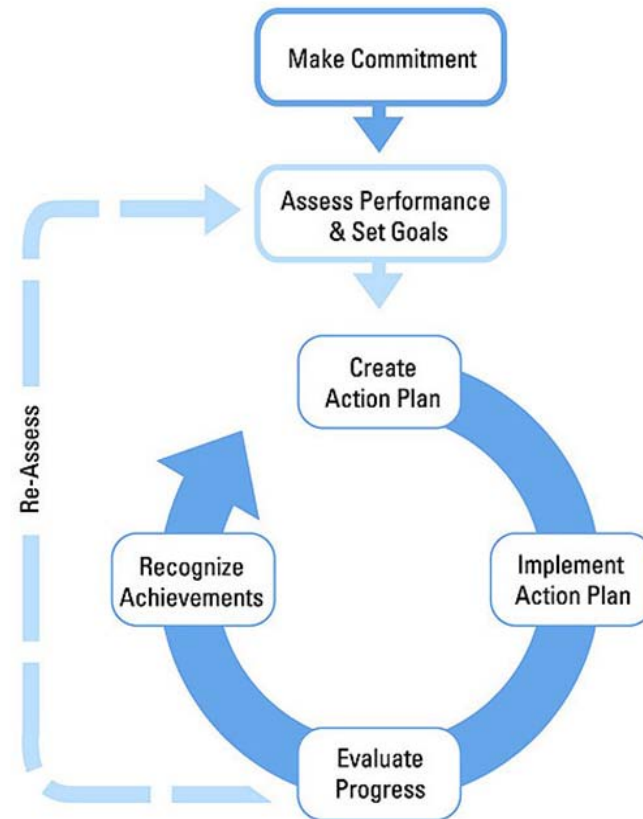 Make Commitment
Assess Performance
& Set Goals
Create
Action Plan
Re-Assess
Recognize
Achievements
Implement
Action Plan
Evaluate
Progress